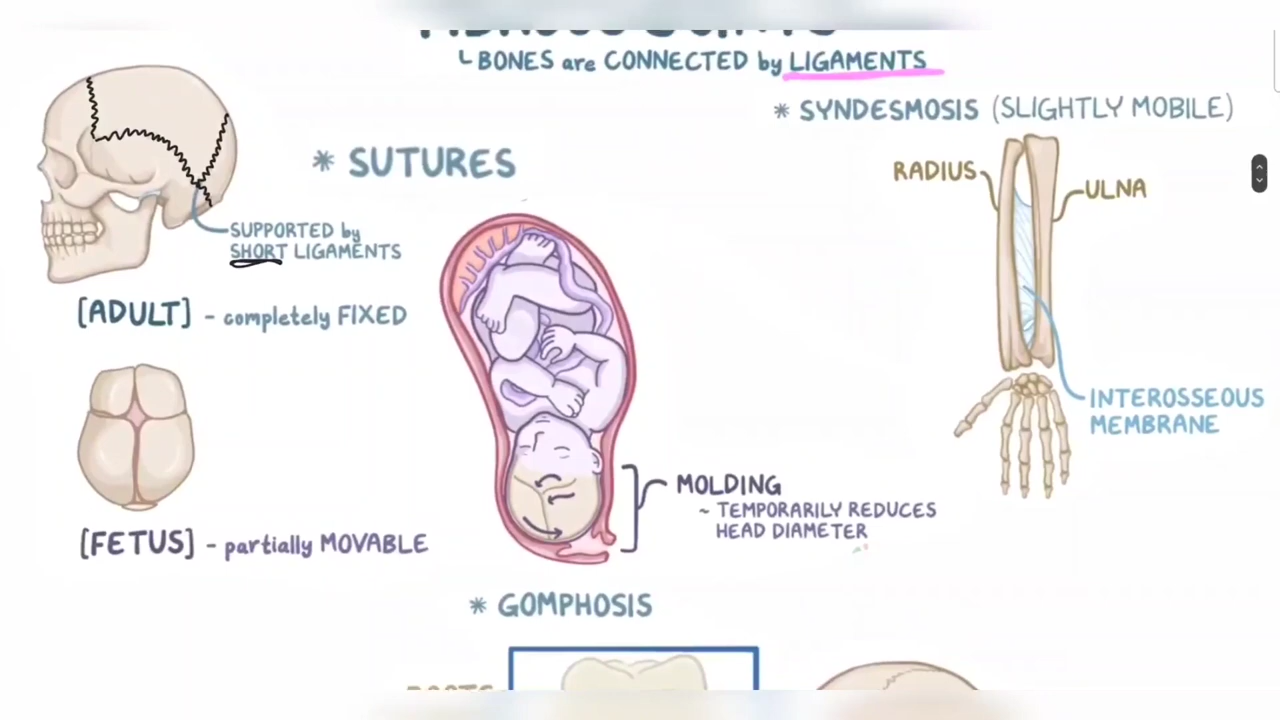 └ BONES are CONNECTED by LIGAMENTS
* SYNDESMOSIS (SLIGHTLY MOBILE)
* SUTURES
RADIUS
ULNA
SUPPORTED by
SHORT LIGAMENTS
[ADULT] - completely FIXED
INTEROSSEOUS
MEMBRANE
MOLDING
~ TEMPORARILY REDUCES
HEAD DIAMETER
[FETUS] - partially MOVABLE
* GOMPHOSIS